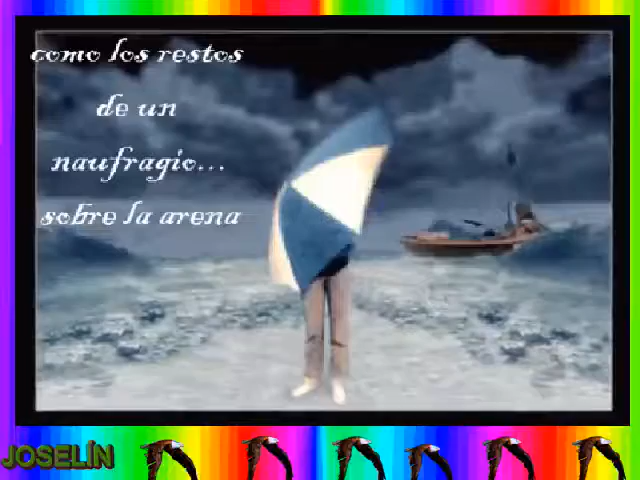 como los restos
de un
naufragio...
sobre la arena
JOSELÍN